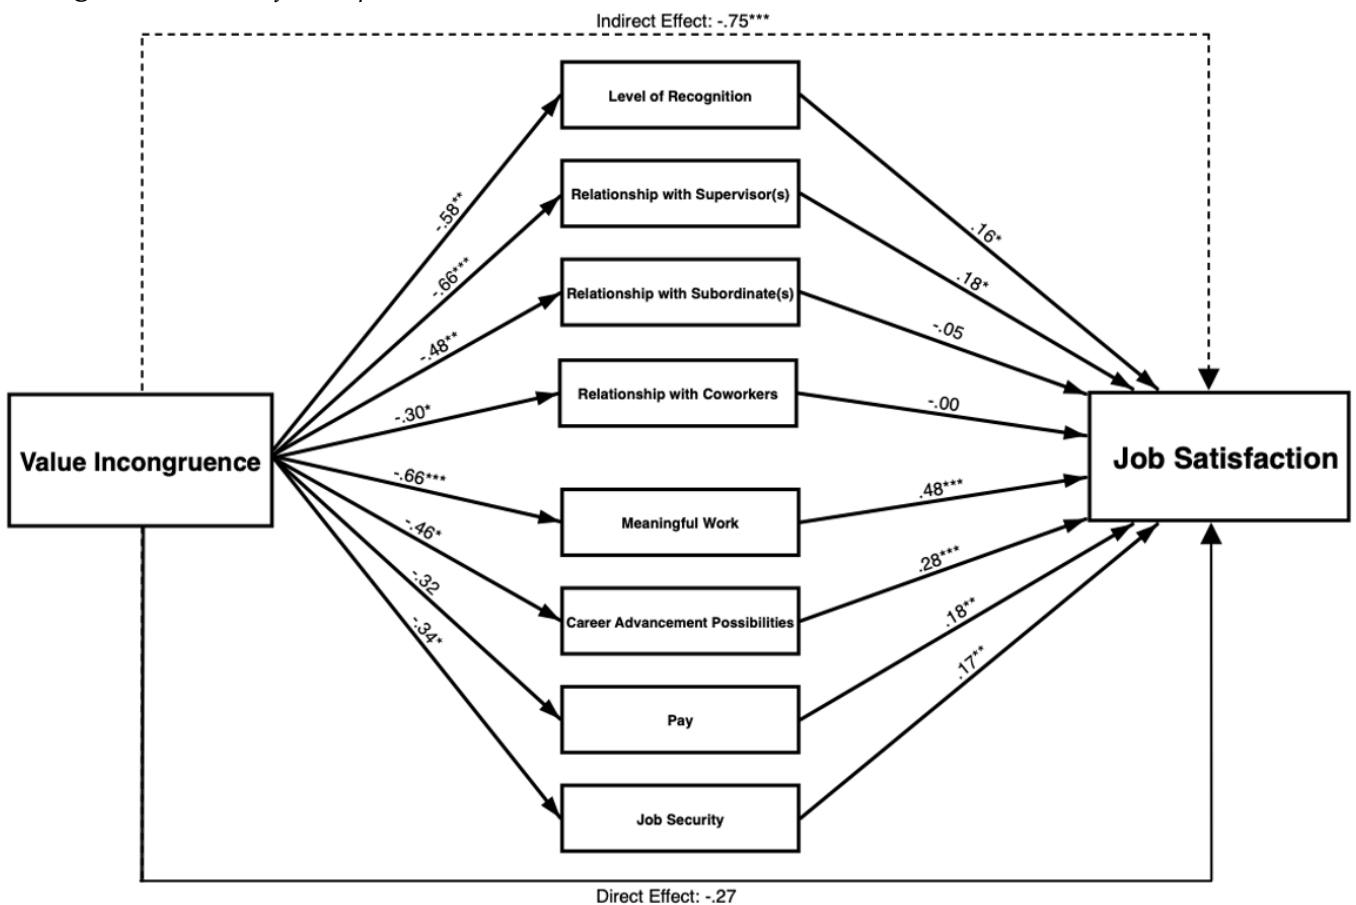 Indirect Effect: -.75***
Level of Recognition
Relationship with Supervisor(s)
Relationship with Subordinate(s)
Relationship with Coworkers
Meaningful Work
Career Advancement Possibilities
Pay
Job Security
Value Incongruence
Job Satisfaction
-.58**
-.66***
-.48**
-.30*
-.66***
-.46*
-.32
-.34*
.16*
.18*
-.05
-.00
.48***
.28***
.18**
.17**
Direct Effect: -.27